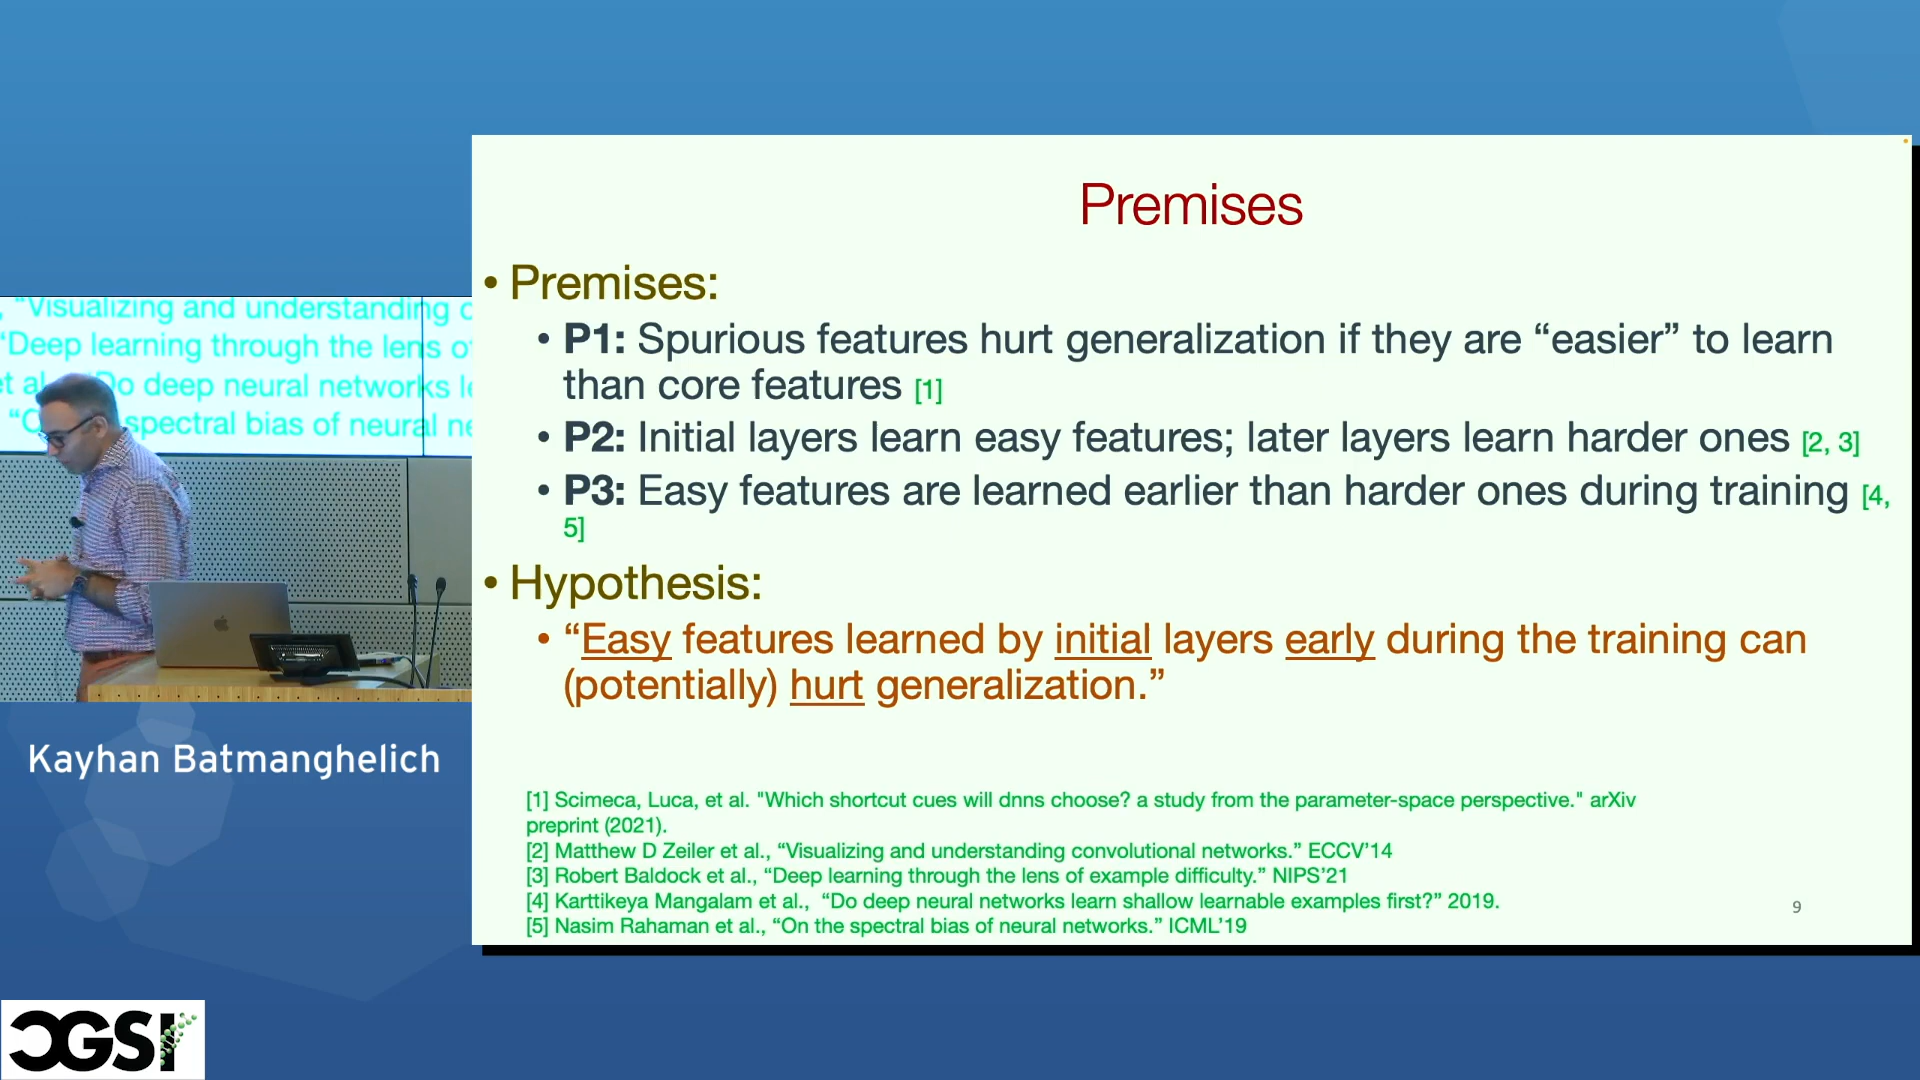 Premises
• Premises:
• P1: Spurious features hurt generalization if they are “easier” to learn
than core features [1]
• P2: Initial layers learn easy features; later layers learn harder ones [2, 3]
• P3: Easy features are learned earlier than harder ones during training [4,
5]
• Hypothesis:
• “Easy features learned by initial layers early during the training can
(potentially) hurt generalization.”
[1] Scimeca, Luca, et al. "Which shortcut cues will dnns choose? a study from the parameter-space perspective." arXiv
preprint (2021).
[2] Matthew D Zeiler et al., “Visualizing and understanding convolutional networks.” ECCV’14
[3] Robert Baldock et al., “Deep learning through the lens of example difficulty.” NIPS’21
[4] Karttikeya Mangalam et al., “Do deep neural networks learn shallow learnable examples first?” 2019.
[5] Nasim Rahaman et al., “On the spectral bias of neural networks.” ICML’19
9
“Visualizing and understanding
“Deep learning through the lens
Do deep neural networks
spectral bias of neural
Kayhan Batmanghelich
CGSI